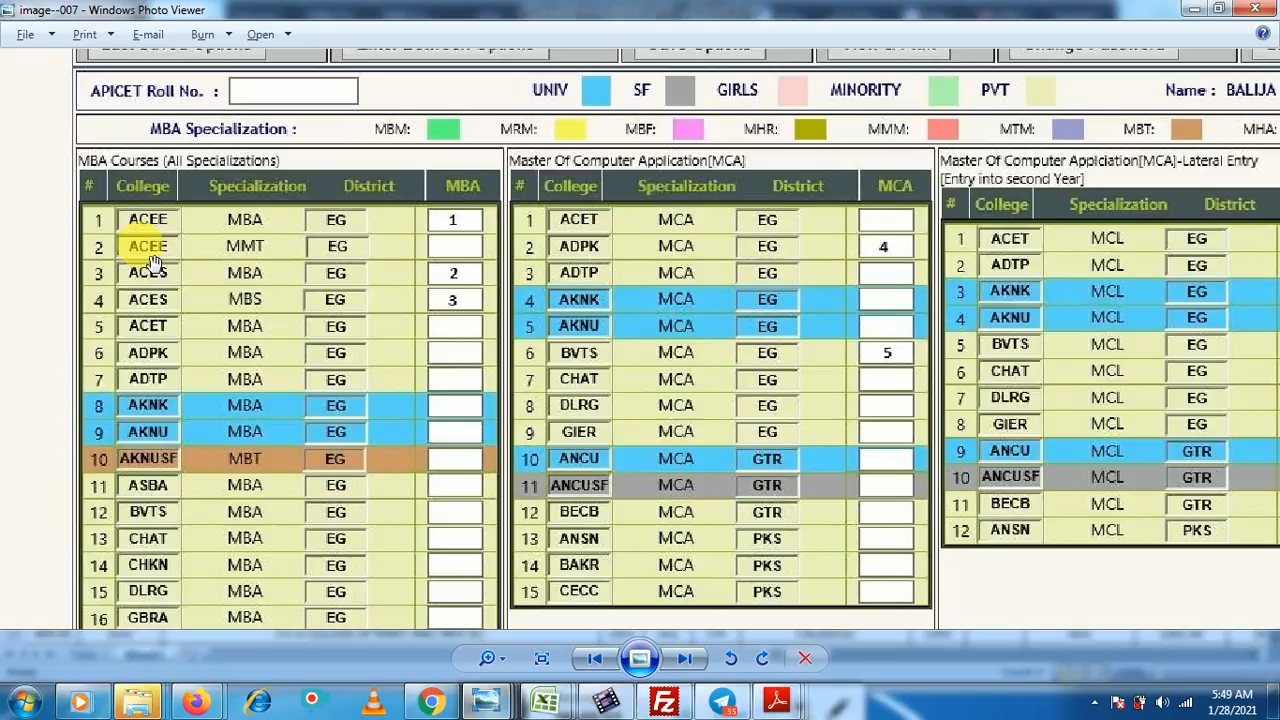 image--007 - Windows Photo Viewer
File Print E-mail Burn Open
APICET Roll No. : UNIV SF GIRLS MINORITY PVT Name : BALIJA
MBA Specialization : MBM: MRM: MBF: MHR: MMM: MTM: MBT: MHA:
MBA Courses (All Specializations)
# College Specialization District MBA
1 ACEE MBA EG 1
2 ACEE MMT EG
3 ACES MBA EG 2
4 ACES MBS EG 3
5 ACET MBA EG
6 ADPK MBA EG
7 ADTP MBA EG
8 AKNK MBA EG
9 AKNU MBA EG
10 AKNUSF MBT EG
11 ASBA MBA EG
12 BVTS MBA EG
13 CHAT MBA EG
14 CHKN MBA EG
15 DLRG MBA EG
16 GBRA MBA EG
Master Of Computer Application[MCA]
# College Specialization District MCA
1 ACET MCA EG
2 ADPK MCA EG 4
3 ADTP MCA EG
4 AKNK MCA EG
5 AKNU MCA EG
6 BVTS MCA EG 5
7 CHAT MCA EG
8 DLRG MCA EG
9 GIER MCA EG
10 ANCU MCA GTR
11 ANCUSF MCA GTR
12 BECB MCA GTR
13 ANSN MCA PKS
14 BAKR MCA PKS
15 CECC MCA PKS
Master Of Computer Applciation[MCA]-Lateral Entry
[Entry into second Year]
# College Specialization District
1 ACET MCL EG
2 ADTP MCL EG
3 AKNK MCL EG
4 AKNU MCL EG
5 BVTS MCL EG
6 CHAT MCL EG
7 DLRG MCL EG
8 GIER MCL EG
9 ANCU MCL GTR
10 ANCUSF MCL GTR
11 BECB MCL GTR
12 ANSN MCL PKS
55
5:49 AM
1/28/2021